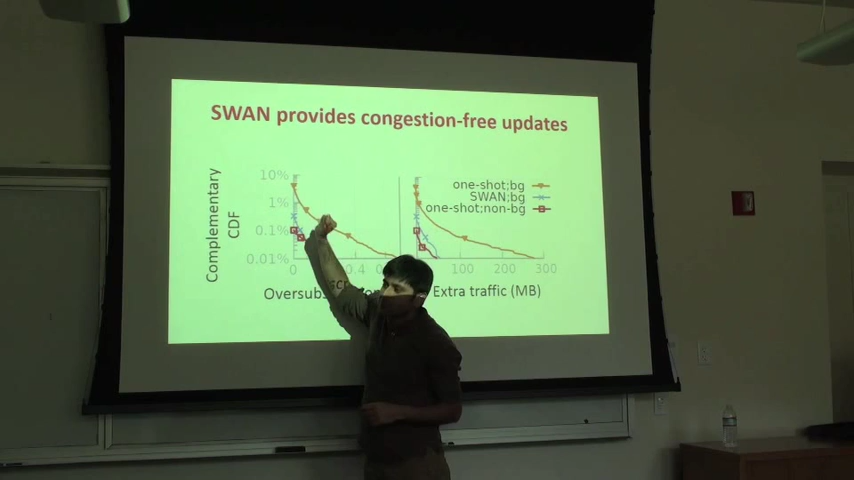 SWAN provides congestion-free updates
Complementary
CDF
10%
1%
0.1%
0.01%
0
0.4
one-shot;bg
SWAN;bg
one-shot;non-bg
100
200
300
Extra traffic (MB)